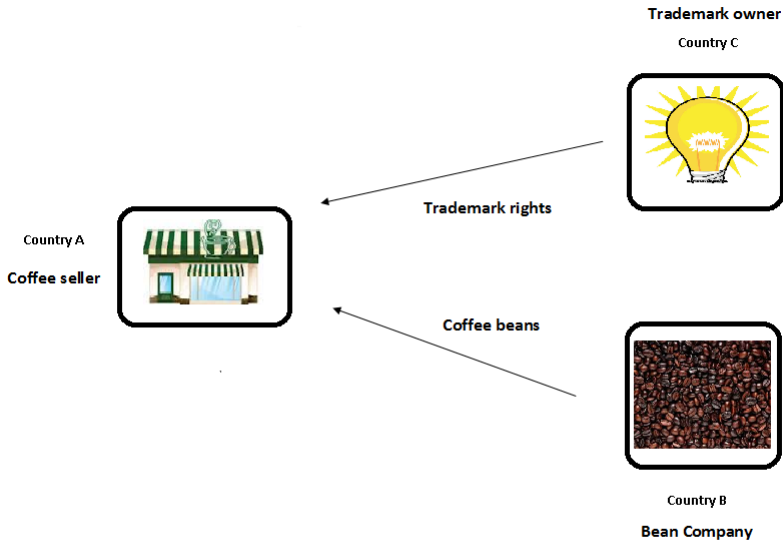 Trademark owner
Country C
Trademark rights
Country A
Coffee seller
Coffee beans
Country B
Bean Company